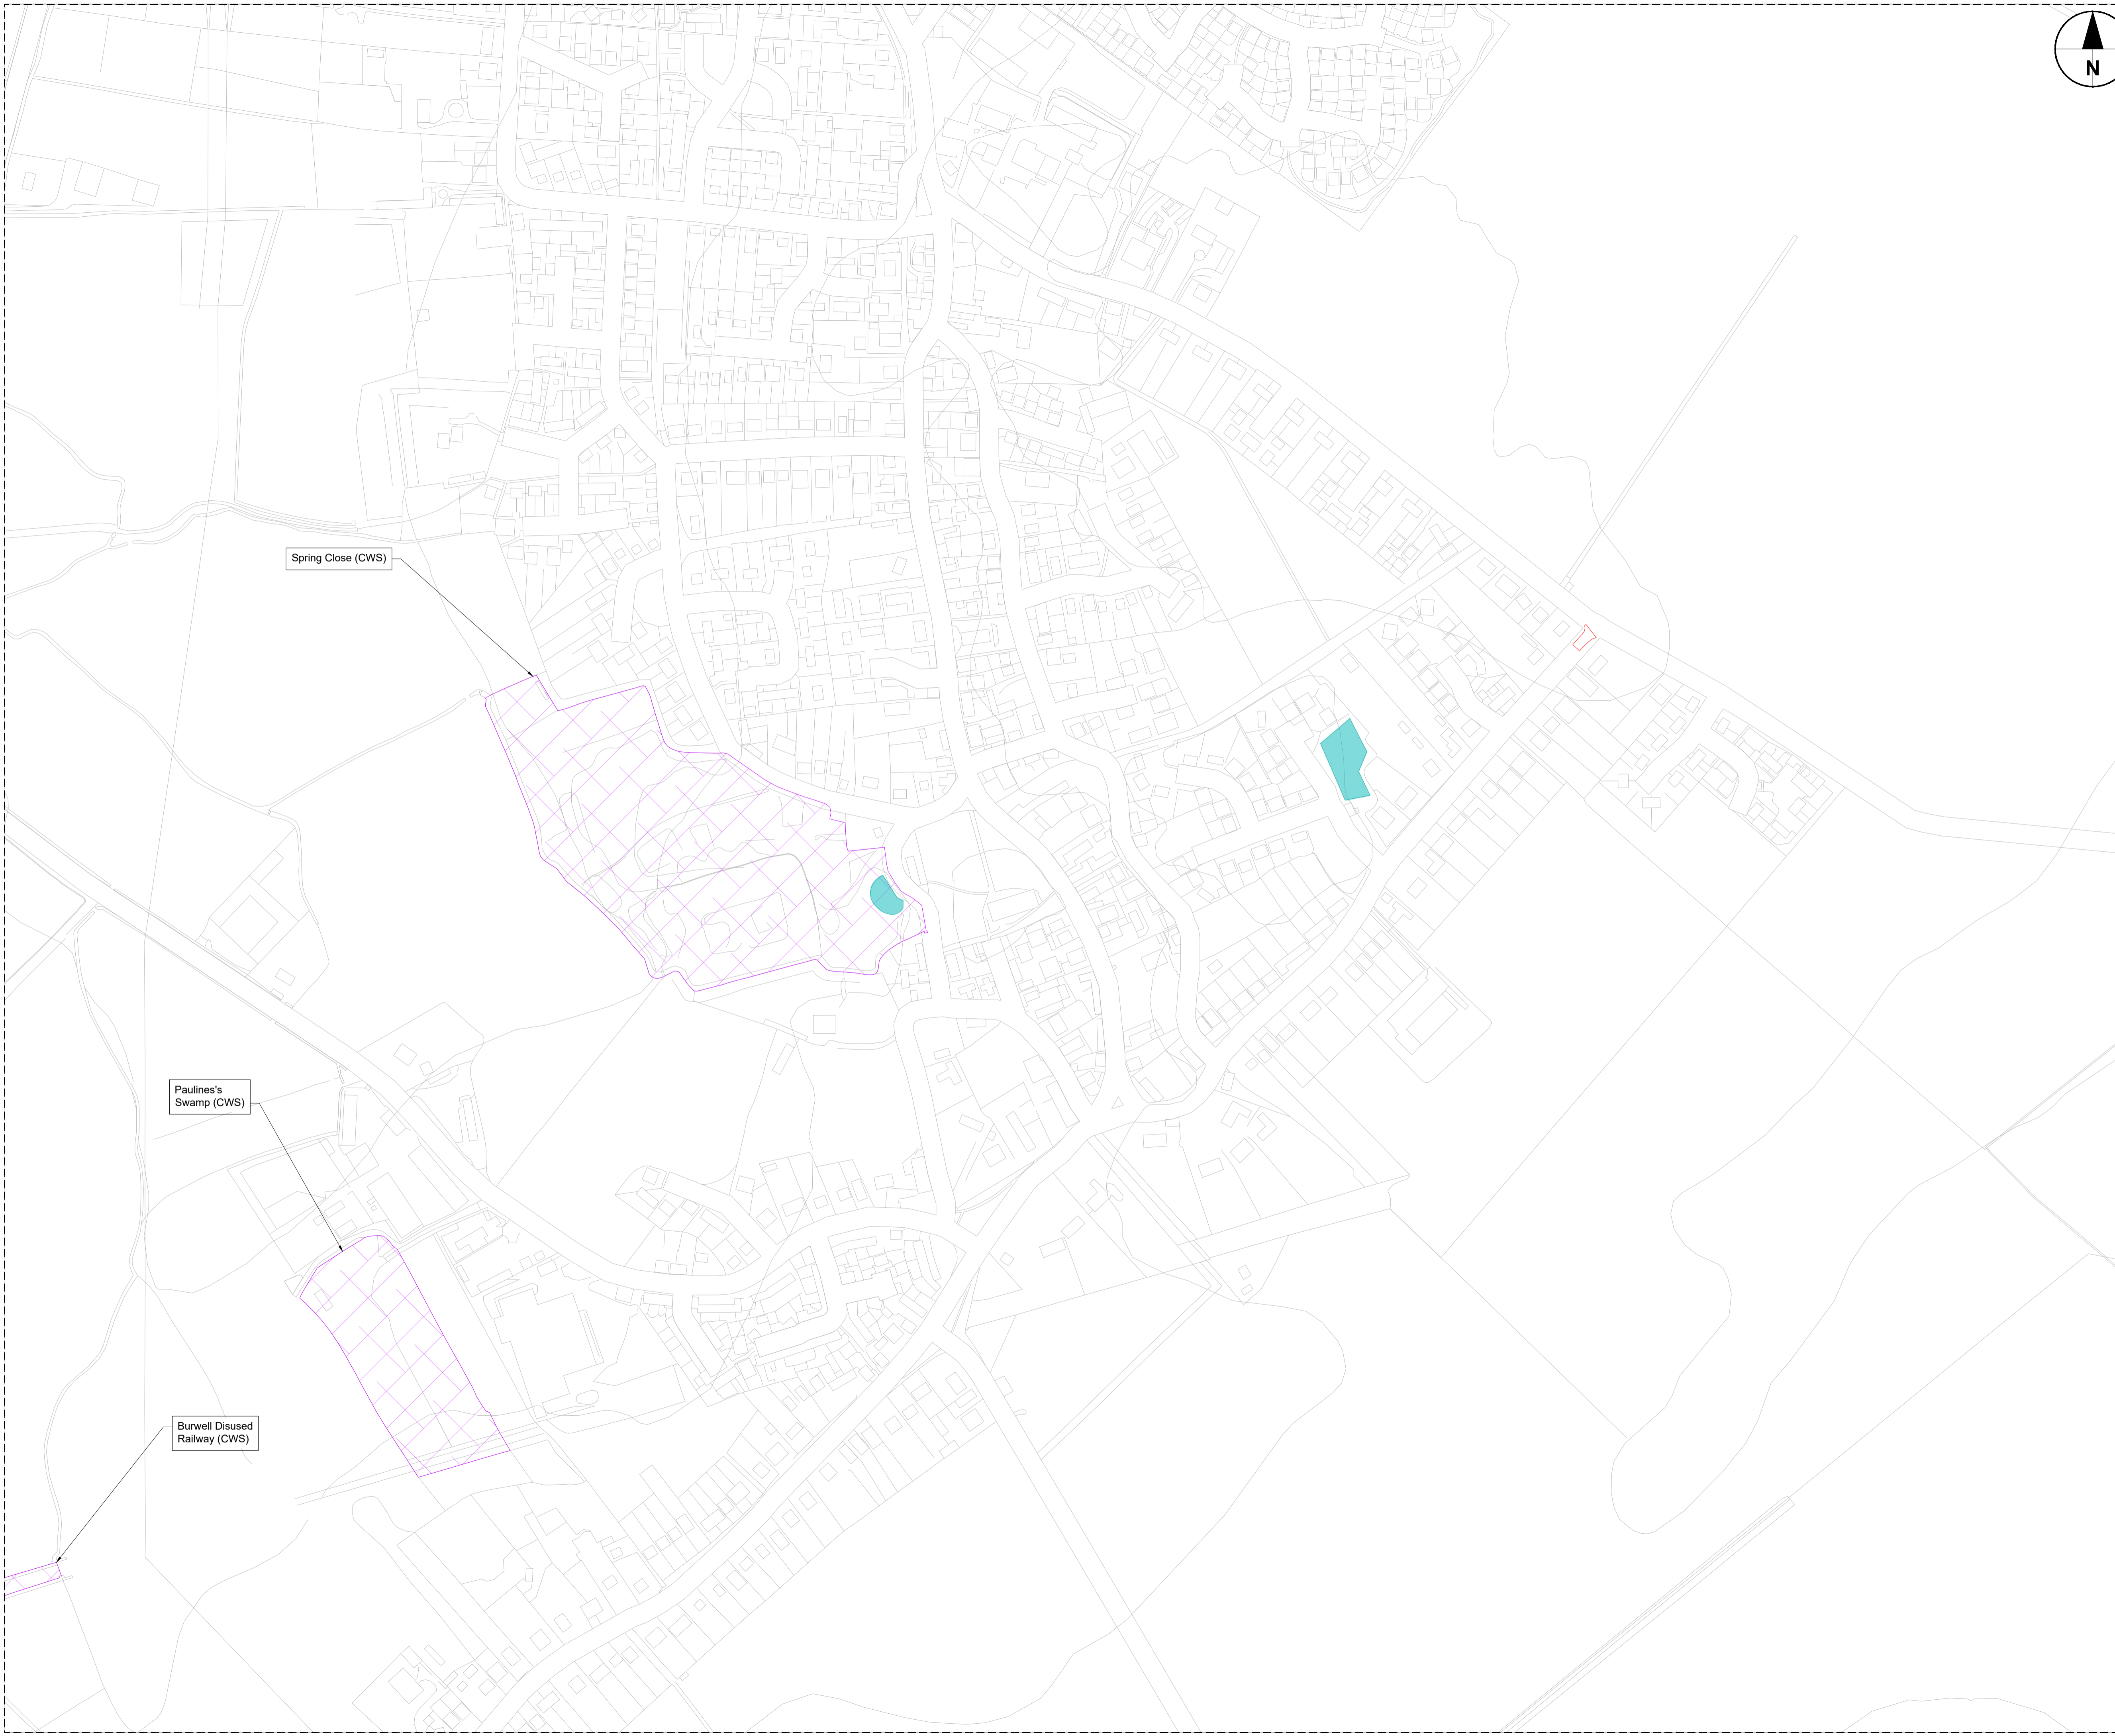 N
Spring Close (CWS)
Paulines's
Swamp (CWS)
Burwell Disused
Railway (CWS)